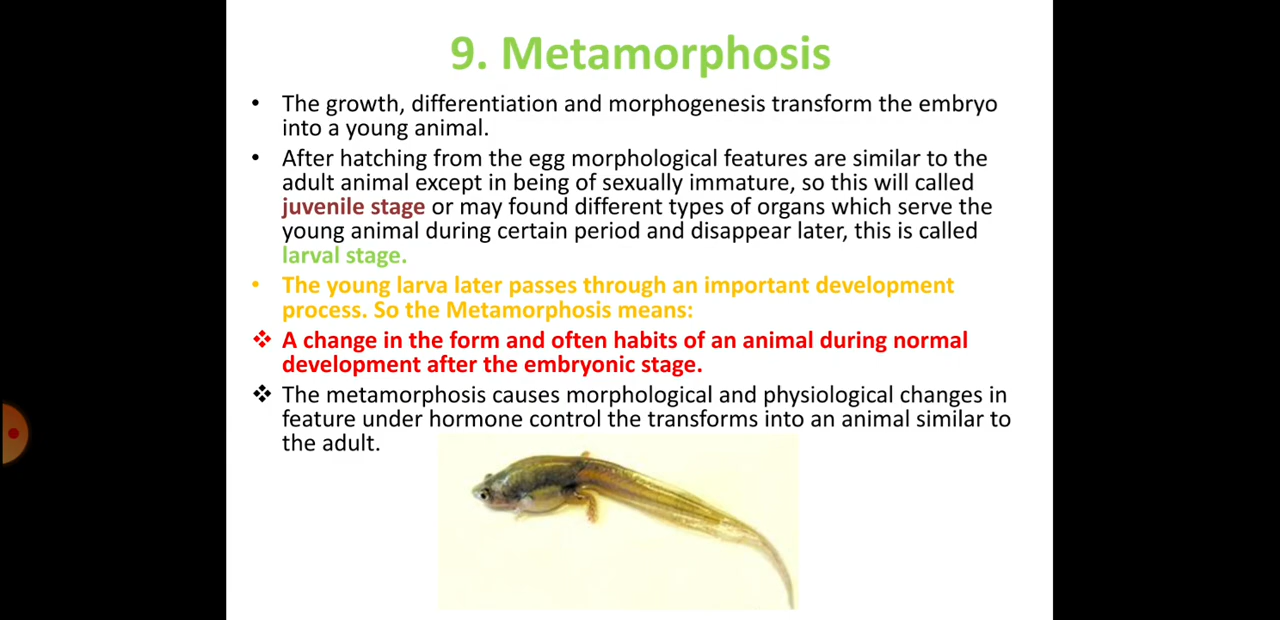 9. Metamorphosis
• The growth, differentiation and morphogenesis transform the embryo
into a young animal.
• After hatching from the egg morphological features are similar to the
adult animal except in being of sexually immature, so this will called
juvenile stage or may found different types of organs which serve the
young animal during certain period and disappear later, this is called
larval stage.
• The young larva later passes through an important development
process. So the Metamorphosis means:
❖ A change in the form and often habits of an animal during normal
development after the embryonic stage.
❖ The metamorphosis causes morphological and physiological changes in
feature under hormone control the transforms into an animal similar to
the adult.